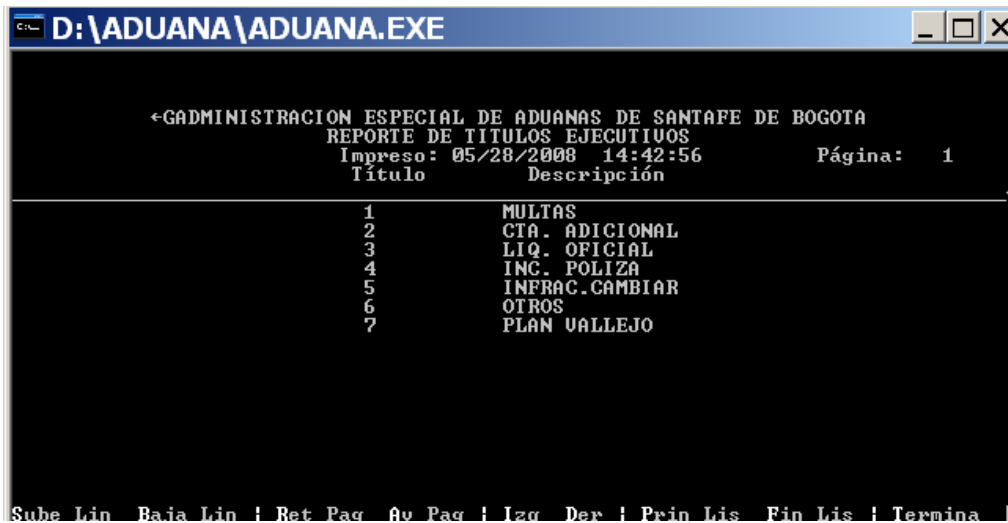 D:\ADUANA\ADUANA.EXE
←GADMINISTRACION ESPECIAL DE ADUANAS DE SANTAFE DE BOGOTA
REPORTE DE TITULOS EJECUTIVOS
Impreso: 05/28/2008 14:42:56 Página: 1
Título Descripción
1 MULTAS
2 CTA. ADICIONAL
3 LIQ. OFICIAL
4 INC. POLIZA
5 INFRAC.CAMBIAR
6 OTROS
7 PLAN VALLEJO
Sube Lin Baja Lin ¦ Ret Pag Av Pag ¦ Izq Der ¦ Prin Lis Fin Lis ¦ Termina